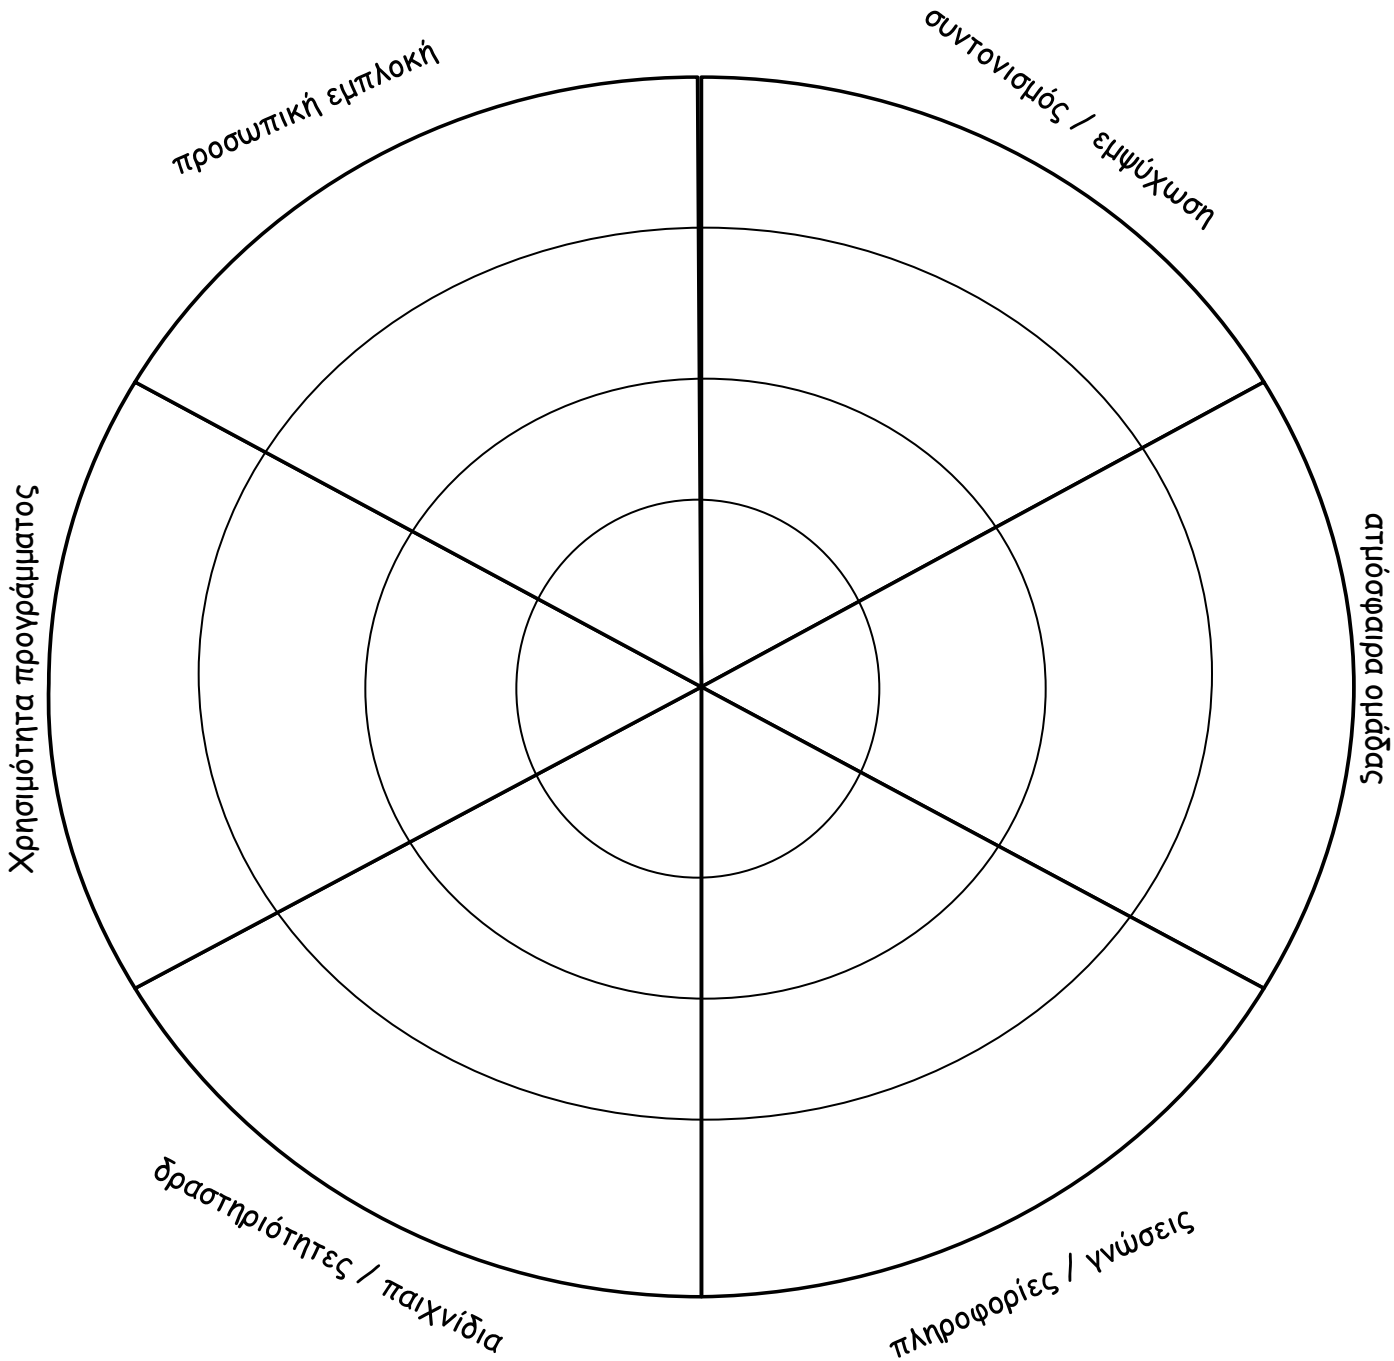 προσωπική εμπλοκή
συντονισμός / εμψύχωση
ατμόσφαιρα ομάδας
πληροφορίες / γνώσεις
δραστηριότητες / παιχνίδια
Χρησιμότητα προγράμματος